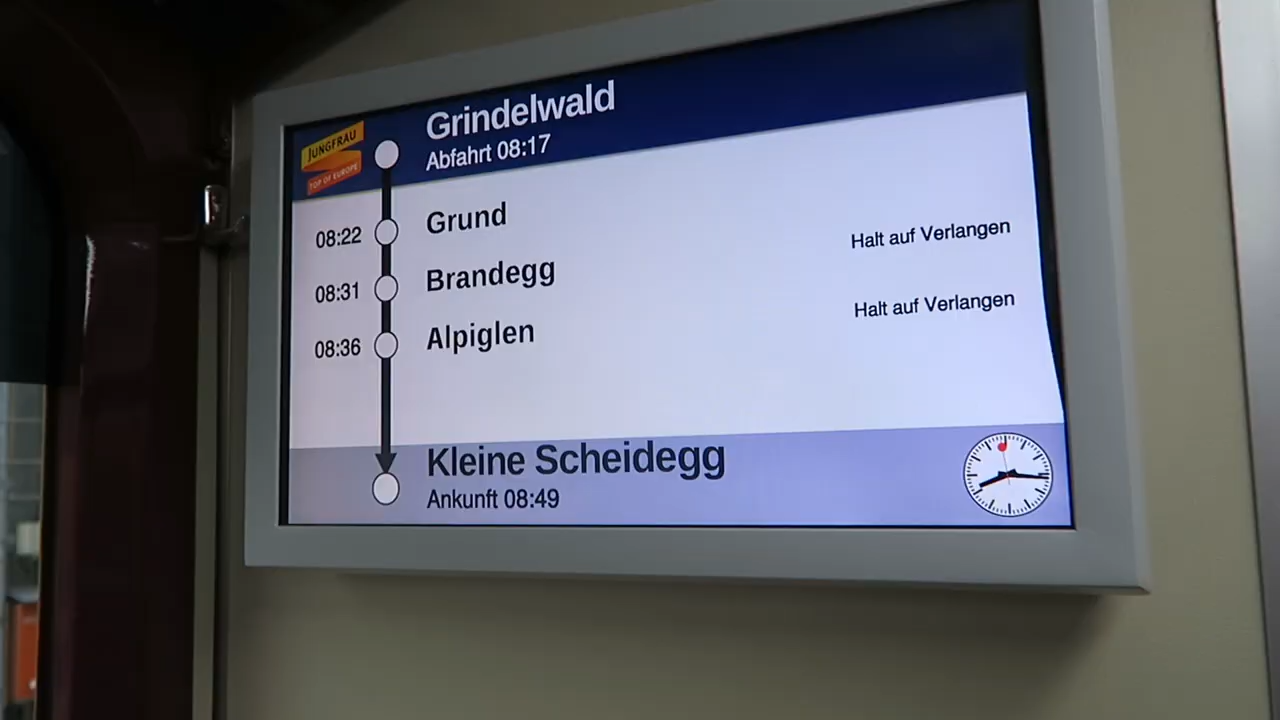 JUNGFRAU
TOP OF EUROPE
Grindelwald
Abfahrt 08:17
08:22 Grund
Halt auf Verlangen
08:31 Brandegg
Halt auf Verlangen
08:36 Alpiglen
Kleine Scheidegg
Ankunft 08:49